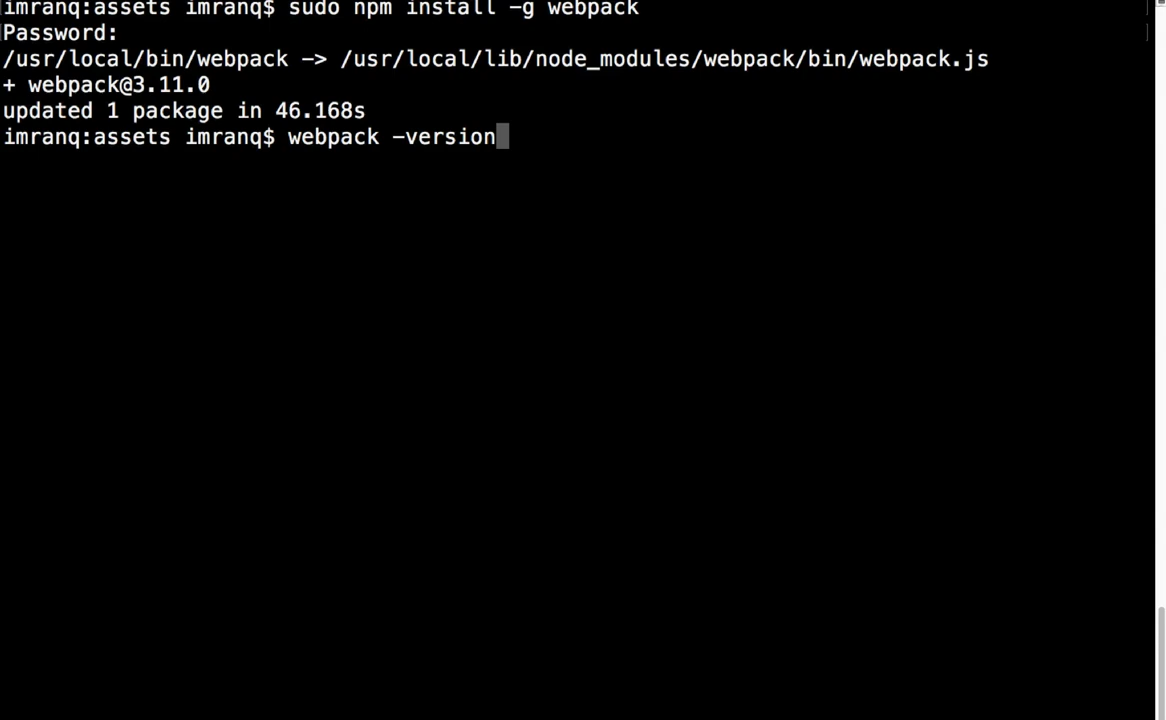 imranq:assets imranq$ sudo npm install -g webpack
Password:
/usr/local/bin/webpack -> /usr/local/lib/node_modules/webpack/bin/webpack.js
+ webpack@3.11.0
updated 1 package in 46.168s
imranq:assets imranq$ webpack -version